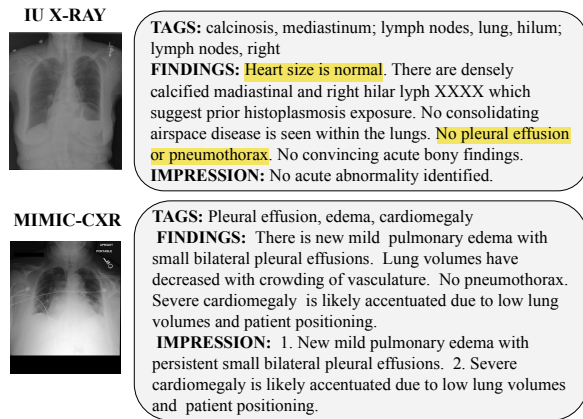 IU X-RAY
TAGS: calcinosis, mediastinum; lymph nodes, lung, hilum;
lymph nodes, right
FINDINGS: Heart size is normal. There are densely
calcified madiastinal and right hilar lyph XXXX which
suggest prior histoplasmosis exposure. No consolidating
airspace disease is seen within the lungs. No pleural effusion
or pneumothorax. No convincing acute bony findings.
IMPRESSION: No acute abnormality identified.
MIMIC-CXR
UPRIGHT
PORTABLE
TAGS: Pleural effusion, edema, cardiomegaly
FINDINGS: There is new mild pulmonary edema with
small bilateral pleural effusions. Lung volumes have
decreased with crowding of vasculature. No pneumothorax.
Severe cardiomegaly is likely accentuated due to low lung
volumes and patient positioning.
IMPRESSION: 1. New mild pulmonary edema with
persistent small bilateral pleural effusions. 2. Severe
cardiomegaly is likely accentuated due to low lung volumes
and patient positioning.